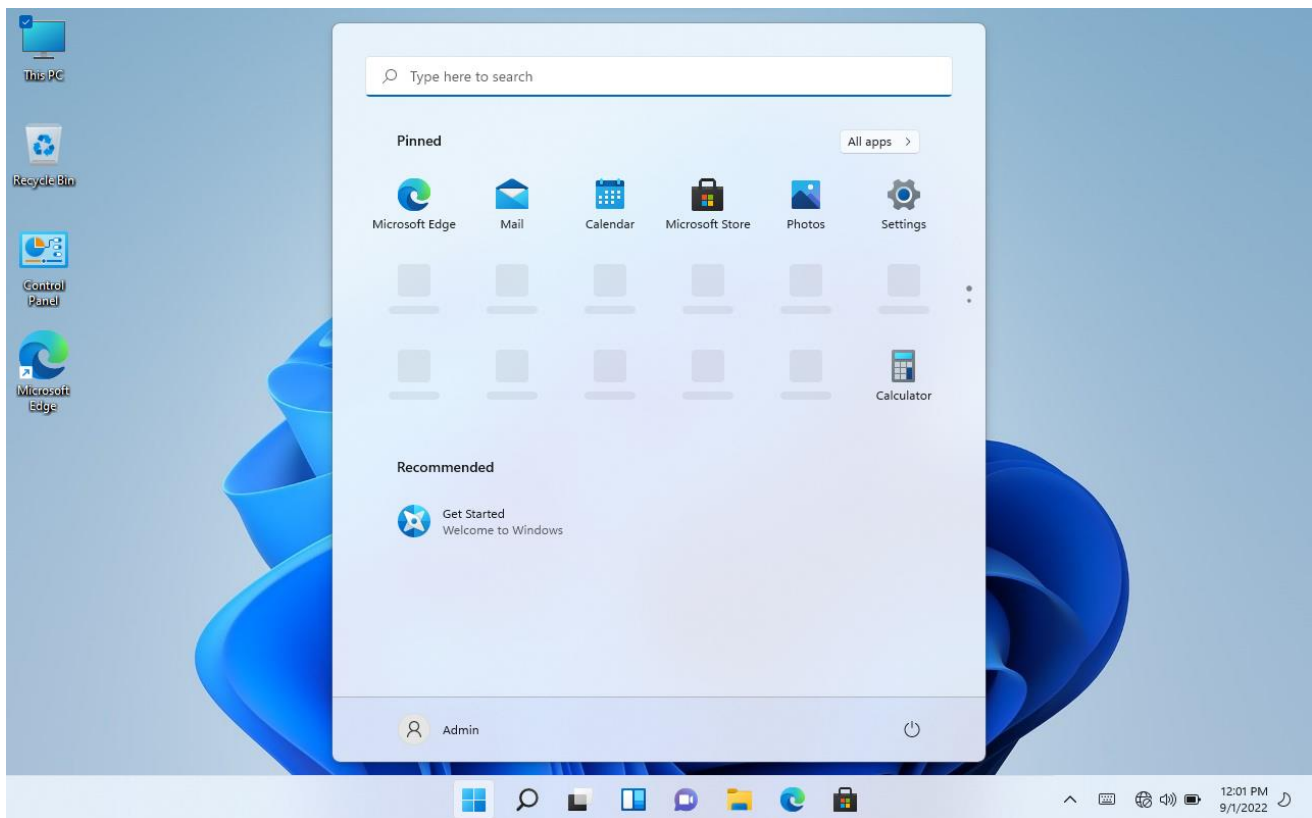 This PC
Recycle Bin
Control
Panel
Microsoft
Edge
Type here to search
Pinned
All apps
Microsoft Edge
Mail
Calendar
Microsoft Store
Photos
Settings
Calculator
Recommended
Get Started
Welcome to Windows
Admin
12:01 PM
9/1/2022